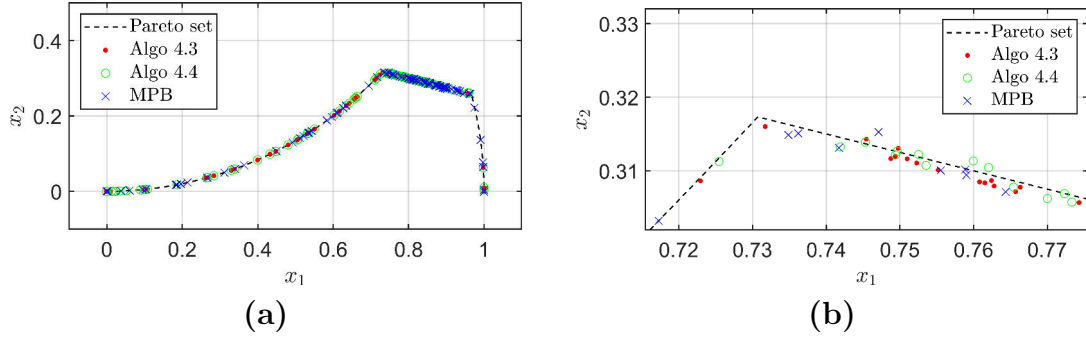 0.4
0.2
0
x₂
Pareto set
Algo 4.3
Algo 4.4
MPB
0 0.2 0.4 0.6 0.8 1
x₁
(a)
0.33
0.32
0.31
x₂
Pareto set
Algo 4.3
Algo 4.4
MPB
0.72 0.73 0.74 0.75 0.76 0.77
x₁
(b)